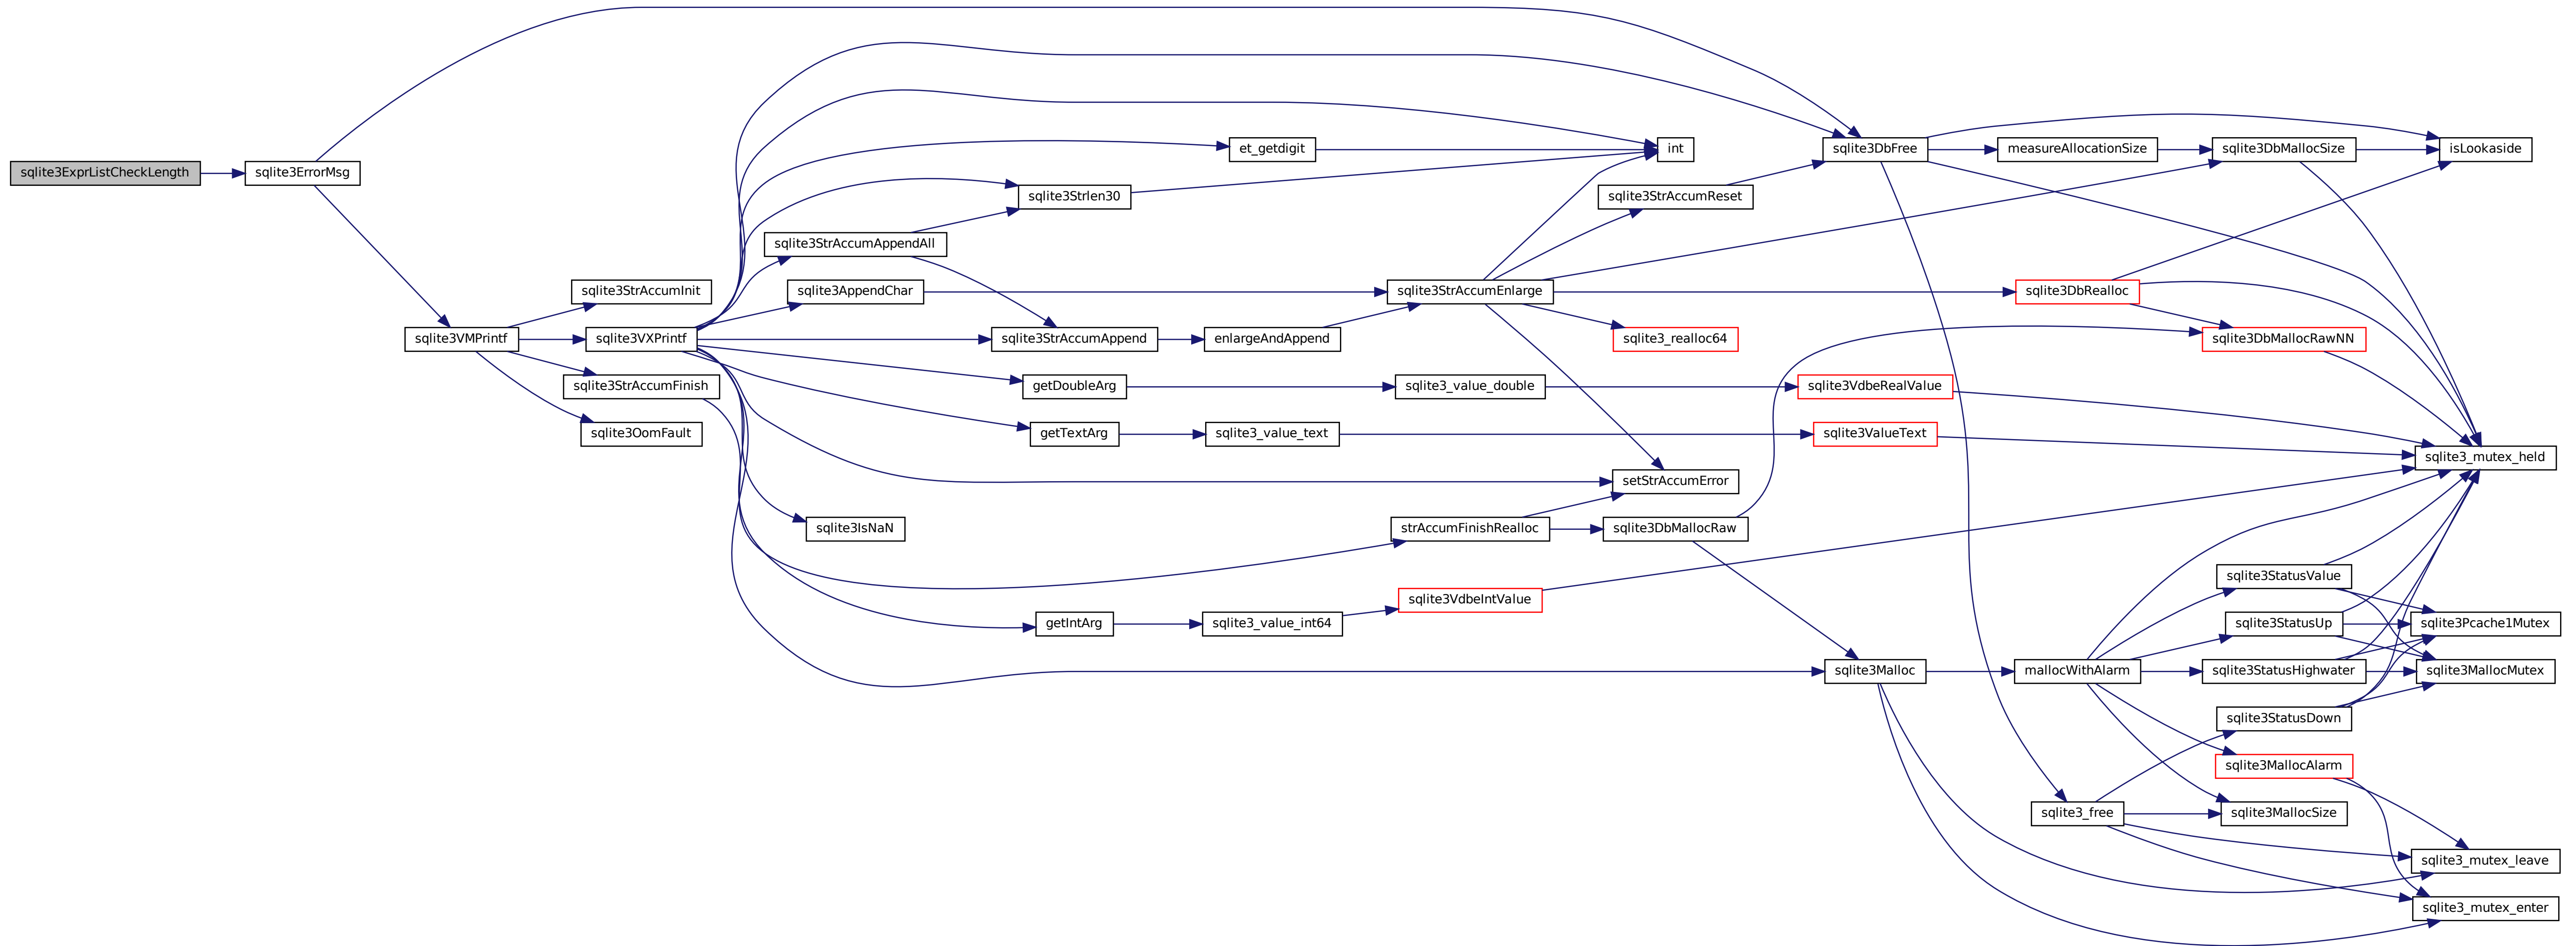 sqlite3ExprListCheckLength
sqlite3ErrorMsg
sqlite3VMPrintf
sqlite3StrAccumInit
sqlite3VXPrintf
sqlite3StrAccumFinish
sqlite3OomFault
sqlite3StrAccumAppendAll
sqlite3AppendChar
sqlite3IsNaN
sqlite3Strlen30
sqlite3StrAccumAppend
getDoubleArg
getTextArg
getIntArg
et_getdigit
enlargeAndAppend
sqlite3_value_text
sqlite3_value_int64
sqlite3StrAccumEnlarge
sqlite3_value_double
strAccumFinishRealloc
sqlite3VdbeIntValue
int
sqlite3StrAccumReset
sqlite3_realloc64
setStrAccumError
sqlite3DbMallocRaw
sqlite3DbFree
sqlite3VdbeRealValue
sqlite3ValueText
sqlite3Malloc
measureAllocationSize
sqlite3DbRealloc
mallocWithAlarm
sqlite3_free
sqlite3DbMallocSize
sqlite3DbMallocRawNN
sqlite3StatusValue
sqlite3StatusUp
sqlite3StatusHighwater
sqlite3StatusDown
sqlite3MallocAlarm
sqlite3MallocSize
isLookaside
sqlite3_mutex_held
sqlite3Pcache1Mutex
sqlite3MallocMutex
sqlite3_mutex_leave
sqlite3_mutex_enter